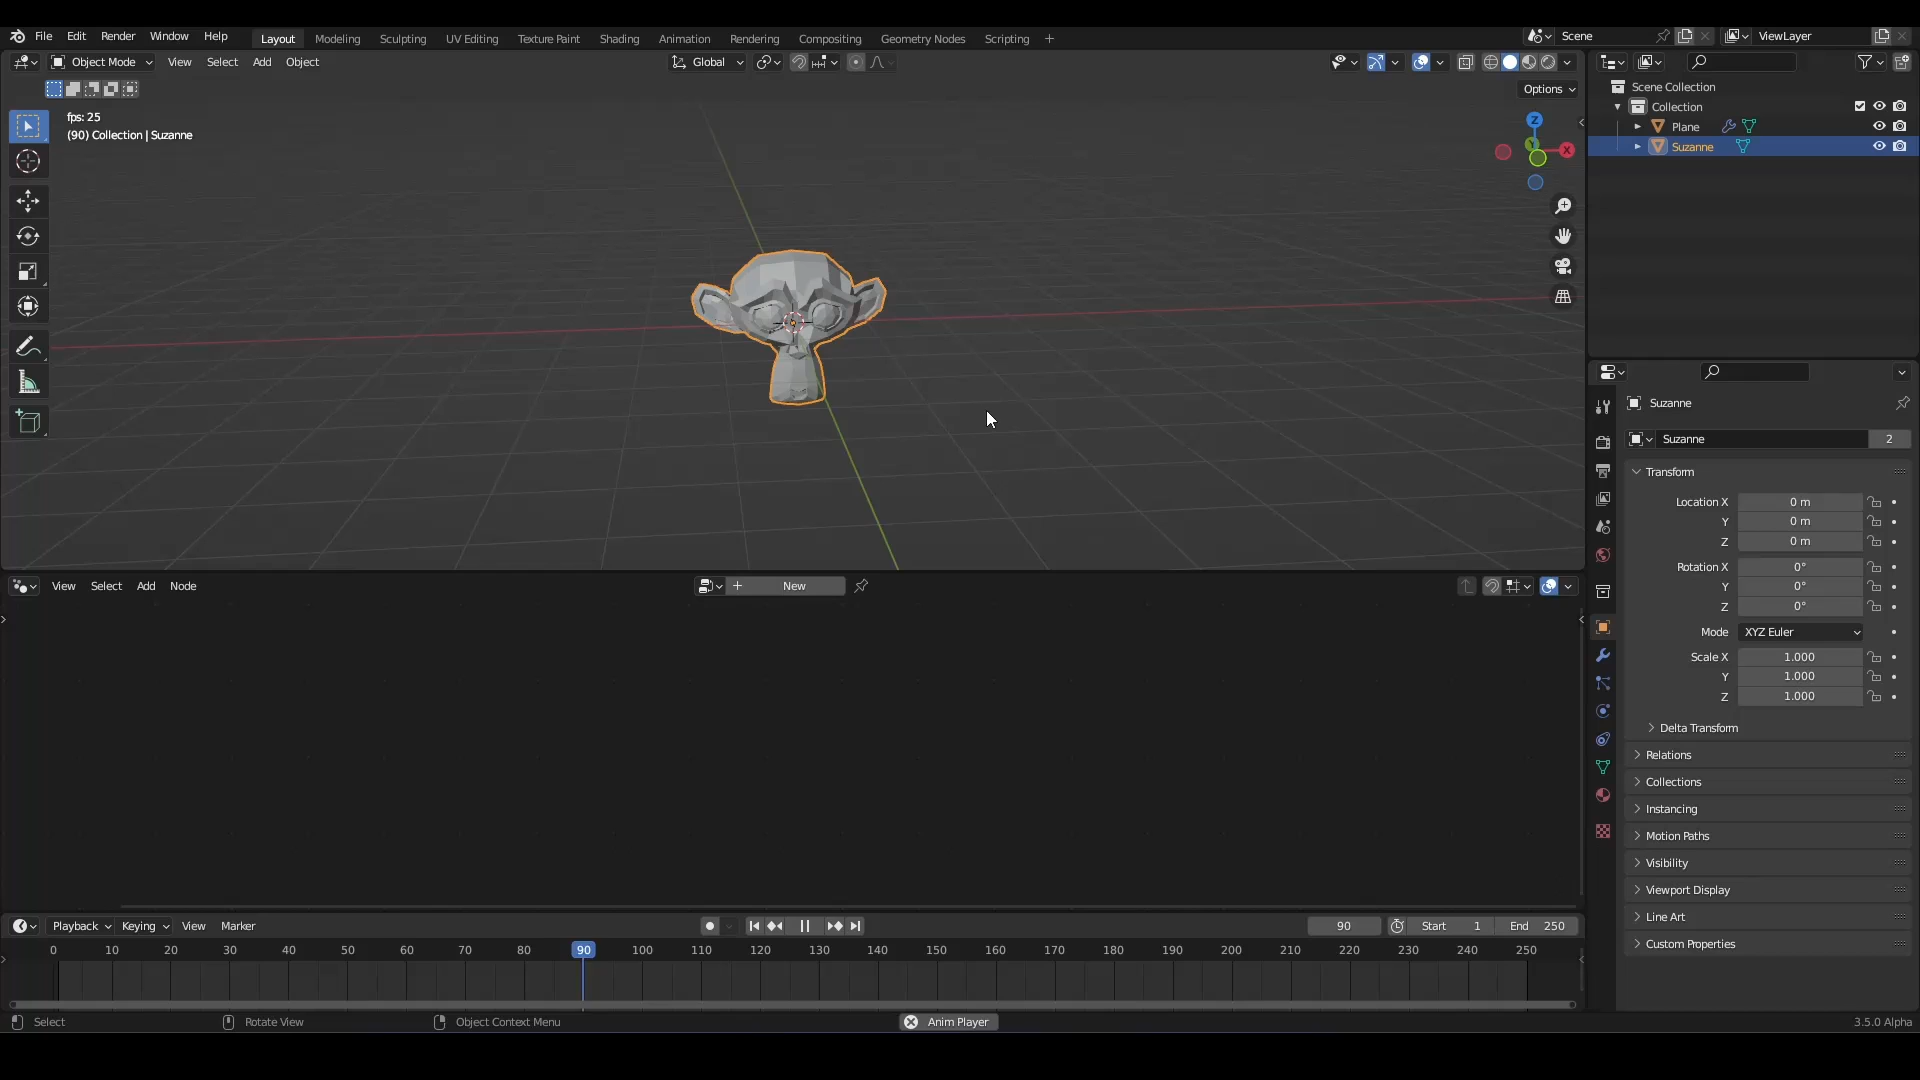 File Edit Render Window Help Layout Modeling Sculpting UV Editing Texture Paint Shading Animation Rendering Compositing Geometry Nodes Scripting + Scene ViewLayer
Object Mode View Select Add Object Global
Options
fps: 25
(90) Collection | Suzanne
Z
Y
X
Scene Collection
Collection
Plane
Suzanne
Suzanne
Suzanne 2
Transform
Location X 0 m
Y 0 m
Z 0 m
Rotation X 0°
Y 0°
Z 0°
Mode XYZ Euler
Scale X 1.000
Y 1.000
Z 1.000
Delta Transform
Relations
Collections
Instancing
Motion Paths
Visibility
Viewport Display
Line Art
Custom Properties
View Select Add Node + New
Playback Keying View Marker 90 Start 1 End 250
0 10 20 30 40 50 60 70 80 90 100 110 120 130 140 150 160 170 180 190 200 210 220 230 240 250
Select Rotate View Object Context Menu Anim Player 3.5.0 Alpha